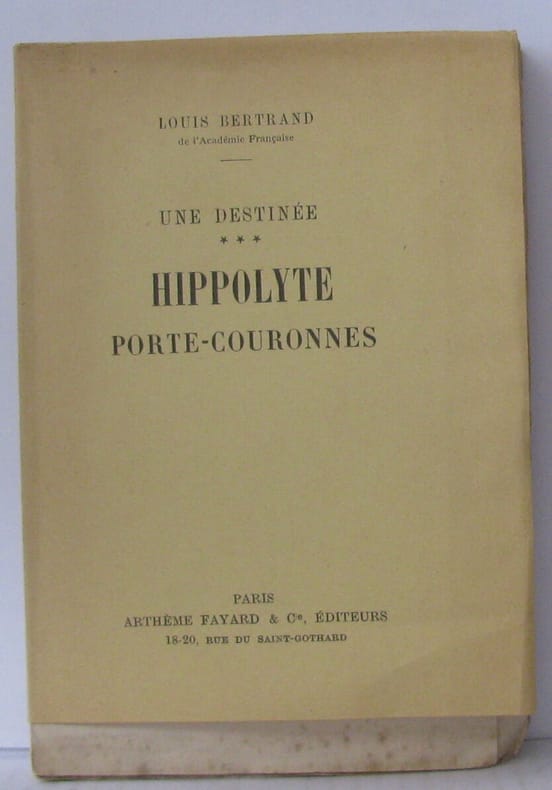 LOUIS BERTRAND
de l'Académie Française
UNE DESTINÉE
★ ★ ★
HIPPOLYTE
PORTE-COURONNES
PARIS
ARTHÈME FAYARD & Cᵉ, ÉDITEURS
18-20, RUE DU SAINT-GOTHARD